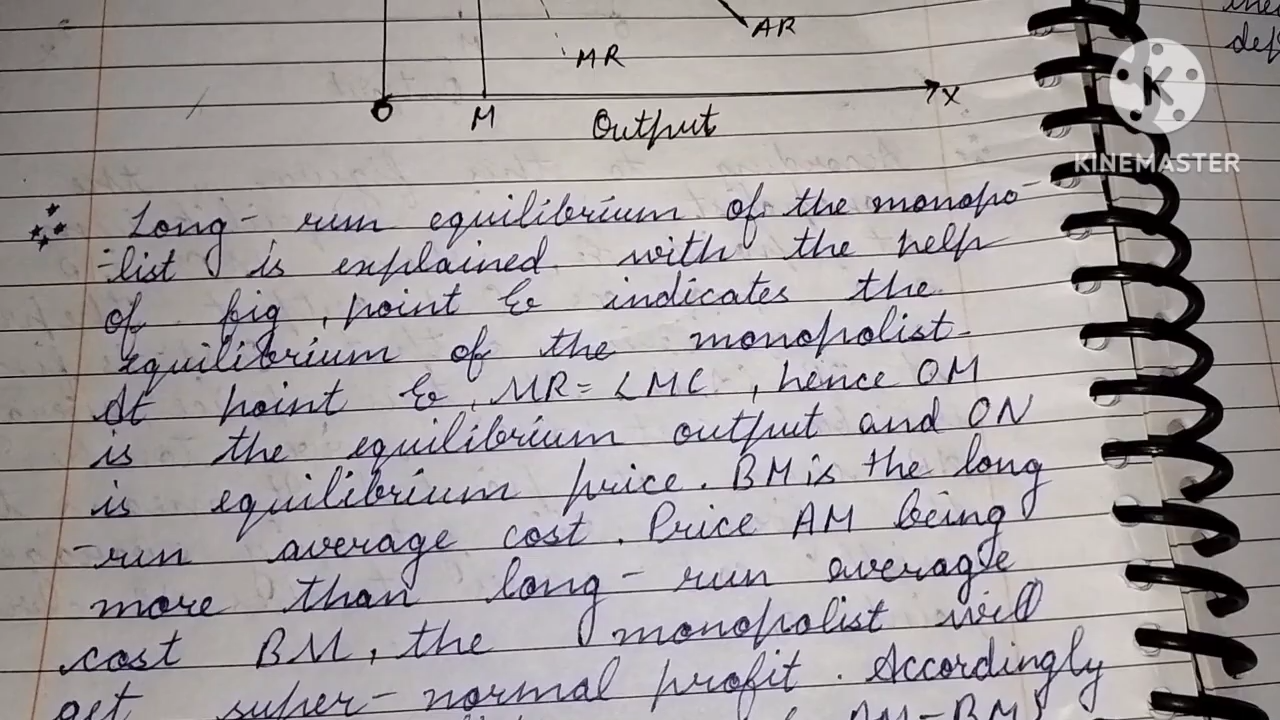 AR
MR
O M Output X
KINEMASTER
Long- run equilibrium of the monopo-
-list is explained with the help
of fig, point E indicates the
equilibrium of the monopolist.
At point E, MR = LMC, hence OM
is the equilibrium output and ON
is equilibrium price. BM is the long
-run average cost. Price AM being
more than long-run average
cost BM, the monopolist will
get super-normal profit. Accordingly
AM-BM